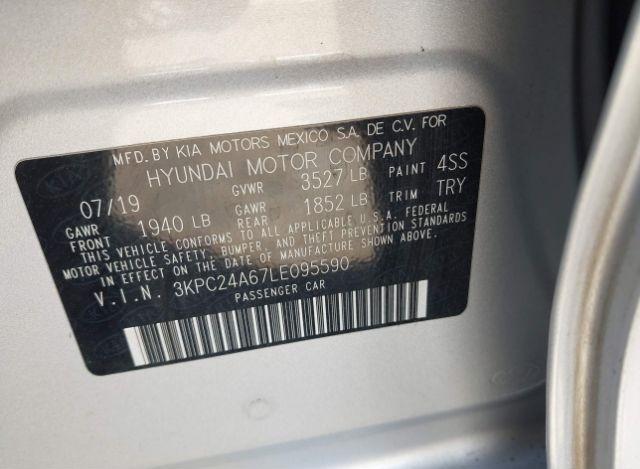 MFD. BY KIA MOTORS MEXICO S.A. DE C.V. FOR
HYUNDAI MOTOR COMPANY
07/19 GVWR 3527 LB PAINT 4SS
GAWR FRONT 1940 LB GAWR REAR 1852 LB TRIM TRY
THIS VEHICLE CONFORMS TO ALL APPLICABLE U.S.A. FEDERAL
MOTOR VEHICLE SAFETY, BUMPER, AND THEFT PREVENTION STANDARDS
IN EFFECT ON THE DATE OF MANUFACTURE SHOWN ABOVE.
V.I.N. 3KPC24A67LE095590
PASSENGER CAR